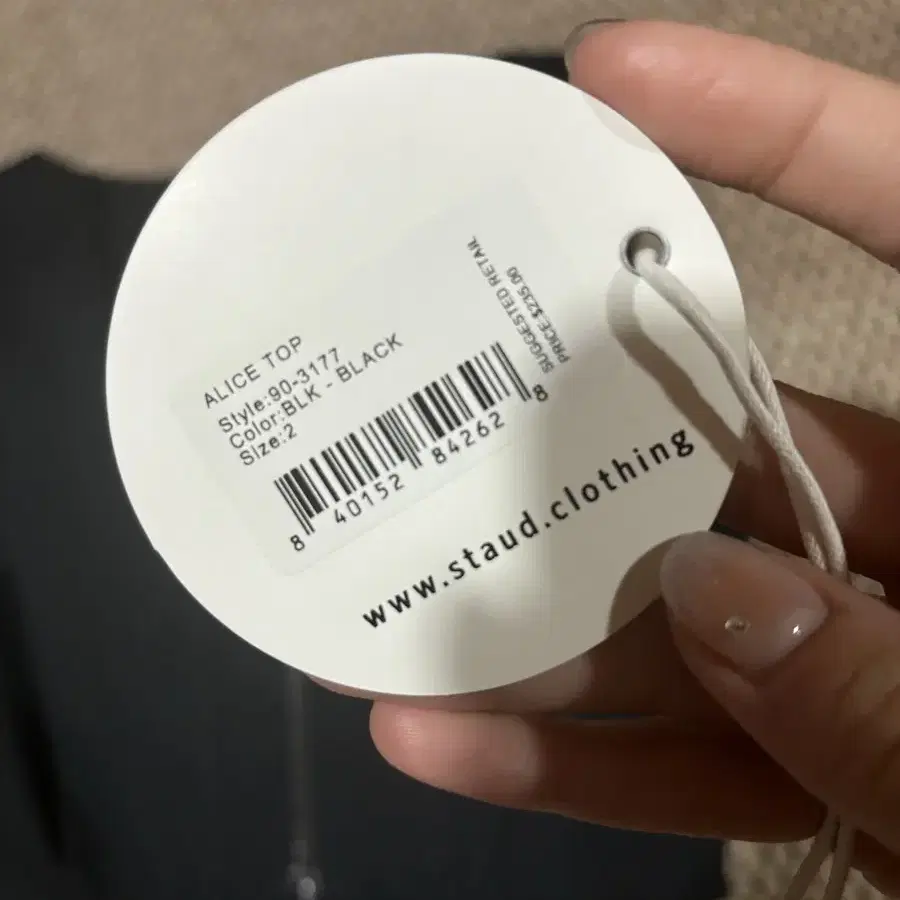 ALICE TOP
Style:90-3177
Color:BLK - BLACK
Size:2
SUGGESTED RETAIL
PRICE:$235.00
8 40152 84262 8
www.staud.clothing